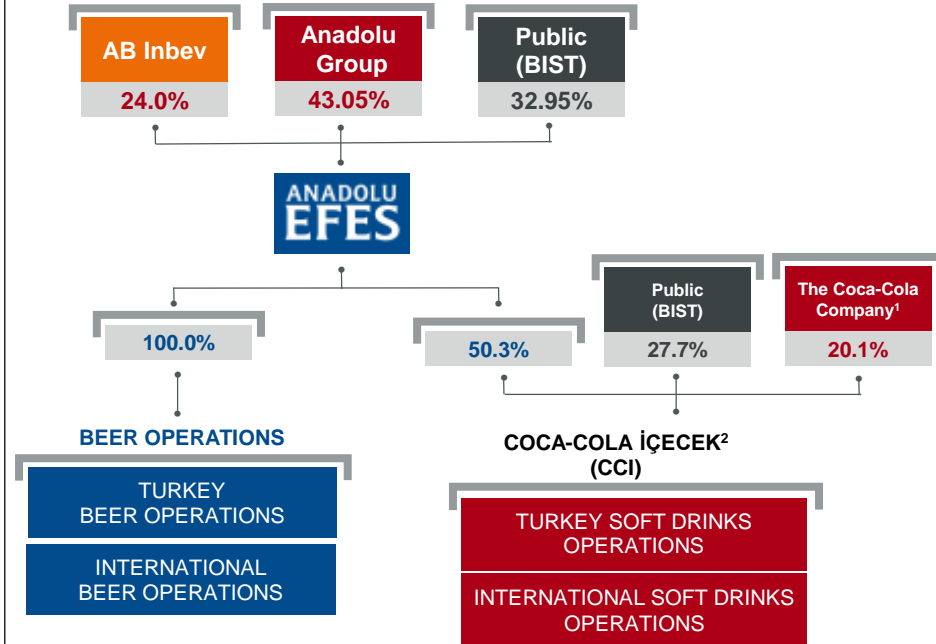 AB Inbev
24.0%
Anadolu
Group
43.05%
Public
(BIST)
32.95%
ANADOLU
EFES
100.0%
50.3%
Public
(BIST)
27.7%
The Coca-Cola
Company¹
20.1%
BEER OPERATIONS
TURKEY
BEER OPERATIONS
INTERNATIONAL
BEER OPERATIONS
COCA-COLA İÇECEK²
(CCI)
TURKEY SOFT DRINKS
OPERATIONS
INTERNATIONAL SOFT DRINKS
OPERATIONS